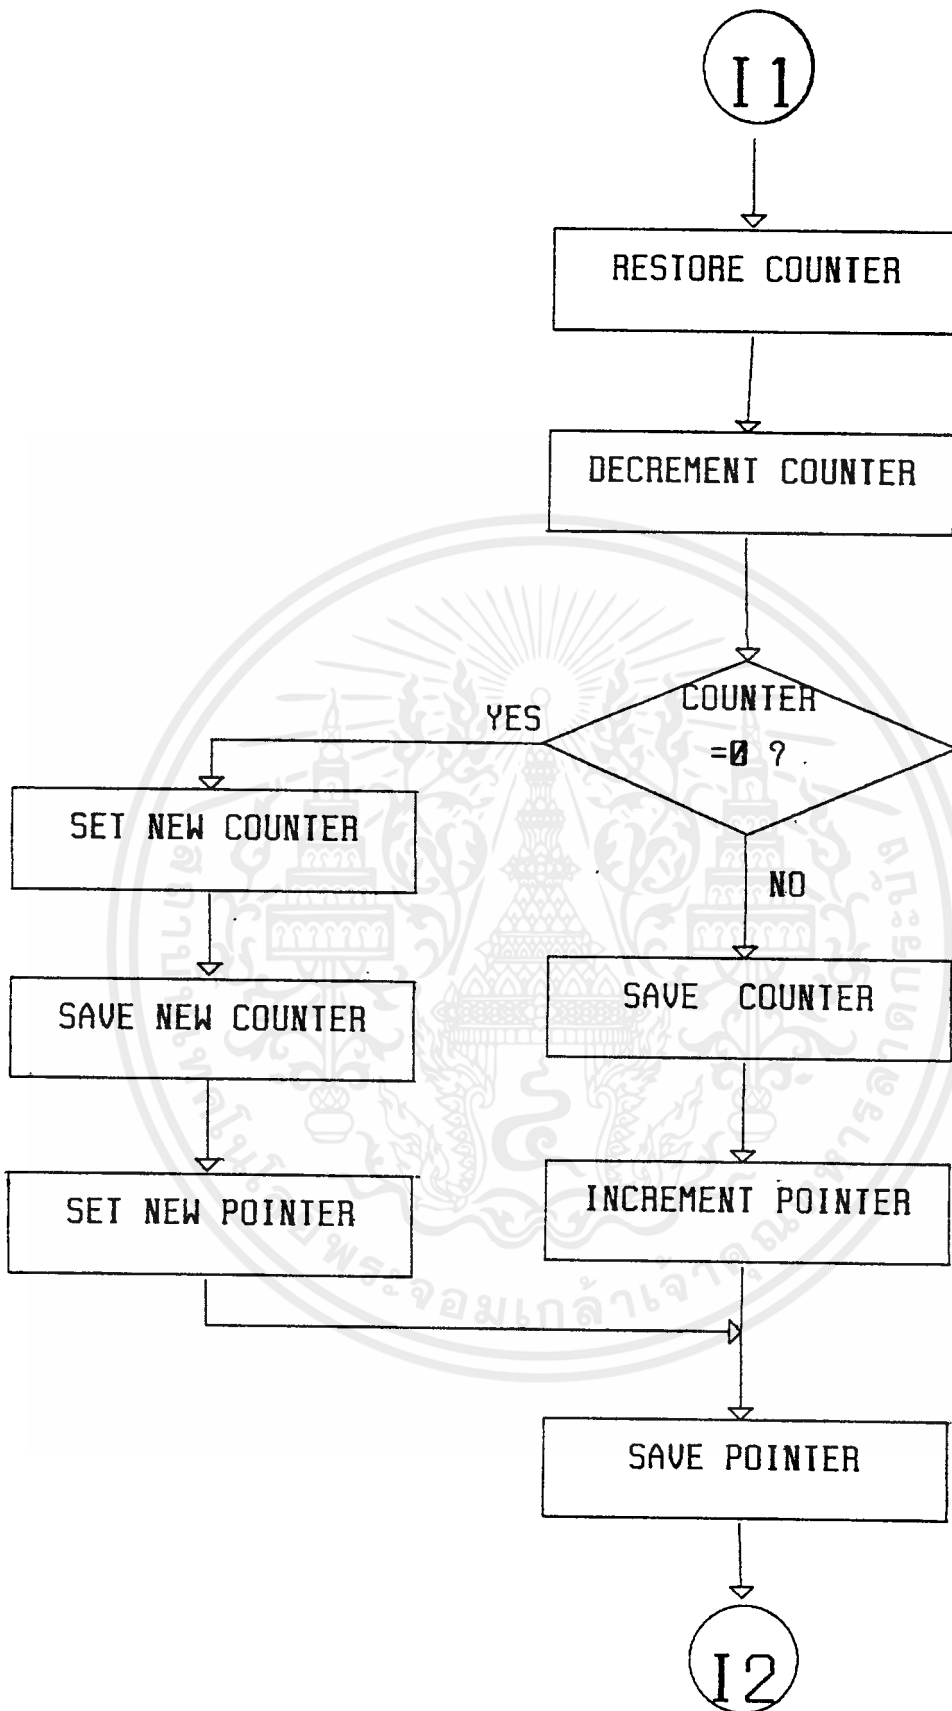 I1
RESTORE COUNTER
DECREMENT COUNTER
COUNTER
=0 ?
YES
NO
SET NEW COUNTER
SAVE NEW COUNTER
SET NEW POINTER
SAVE COUNTER
INCREMENT POINTER
SAVE POINTER
I2